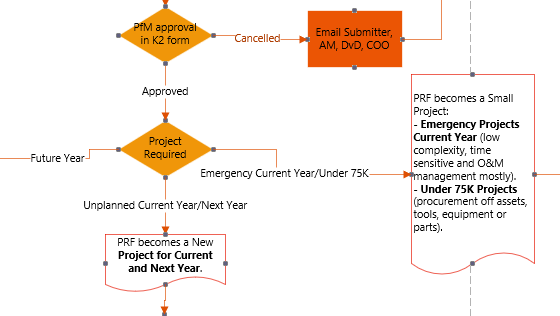 PfM approval
in K2 form
Cancelled
Email Submitter,
AM, DvD, COO
Approved
PRF becomes a Small
Project:
- Emergency Projects
Current Year (low
complexity, time
sensitive and O&M
management mostly).
- Under 75K Projects
(procurement off assets,
tools, equipment or
parts).
Project
Required
Future Year
Emergency Current Year/Under 75K
Unplanned Current Year/Next Year
PRF becomes a New
Project for Current
and Next Year.